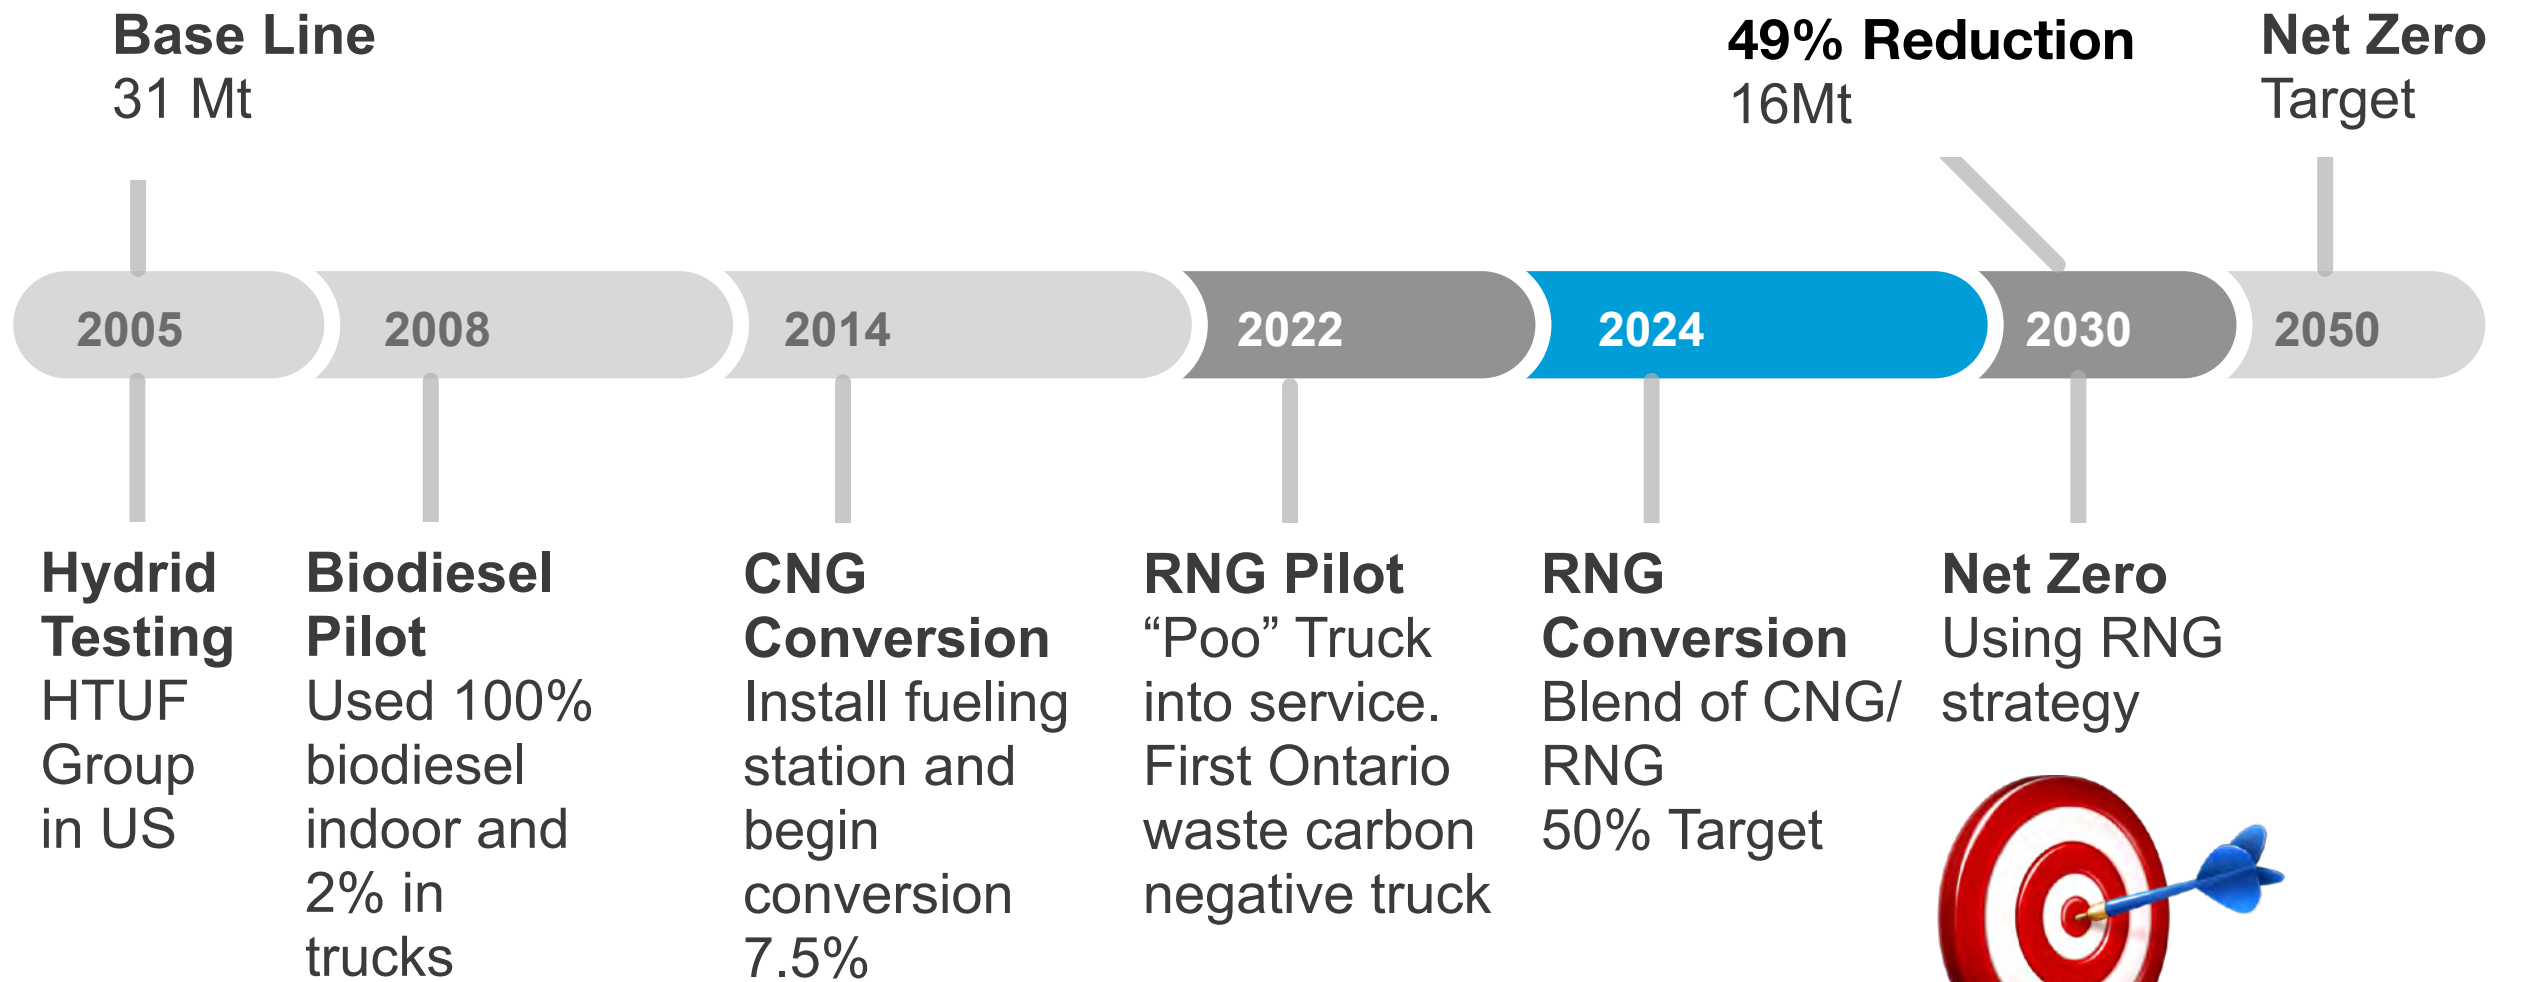 Base Line
31 Mt
49% Reduction
16Mt
Net Zero
Target
2005
2008
2014
2022
2024
2030
2050
Hydrid
Testing
HTUF
Group
in US
Biodiesel
Pilot
Used 100%
biodiesel
indoor and
2% in
trucks
CNG
Conversion
Install fueling
station and
begin
conversion
7.5%
RNG Pilot
“Poo” Truck
into service.
First Ontario
waste carbon
negative truck
RNG
Conversion
Blend of CNG/
RNG
50% Target
Net Zero
Using RNG
strategy